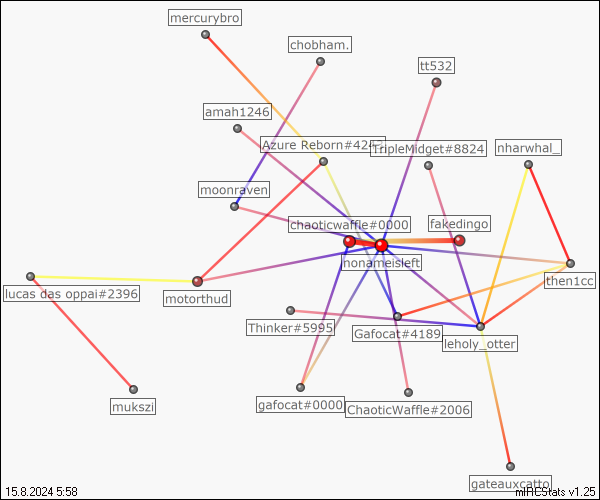 mercurybro
chobham.
tt532
amah1246
Azure Reborn#424
TripleMidget#8824
nharwhal_
moonraven
Chaoticwaffle#0000
fakedingo
nonameisleft
then1cc
lucas das oppai#2396
motorthud
Thinker#5995
Gafocat#4189
leholy_otter
gafocat#0000
ChaoticWaffle#2006
mukszi
gateauxcatto
15.8.2024 5:58
mIRCStats v1.25